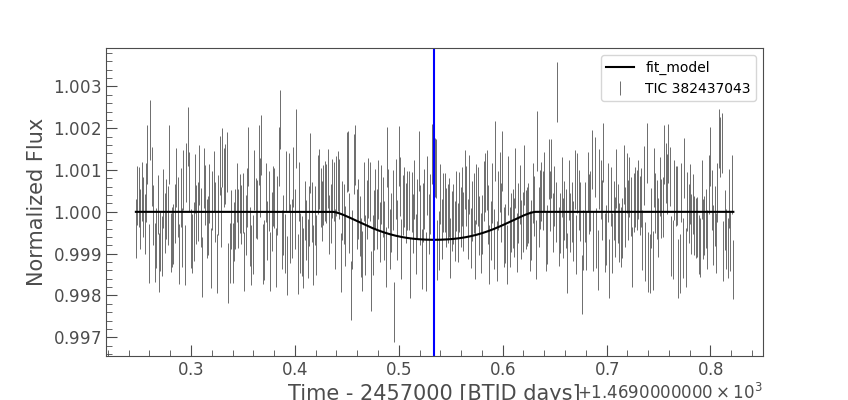 fit_model
TIC 382437043
Normalized Flux
1.003
1.002
1.001
1.000
0.999
0.998
0.997
0.3 0.4 0.5 0.6 0.7 0.8
Time - 2457000 [BTJD days]
+1.4690000000 × 10³